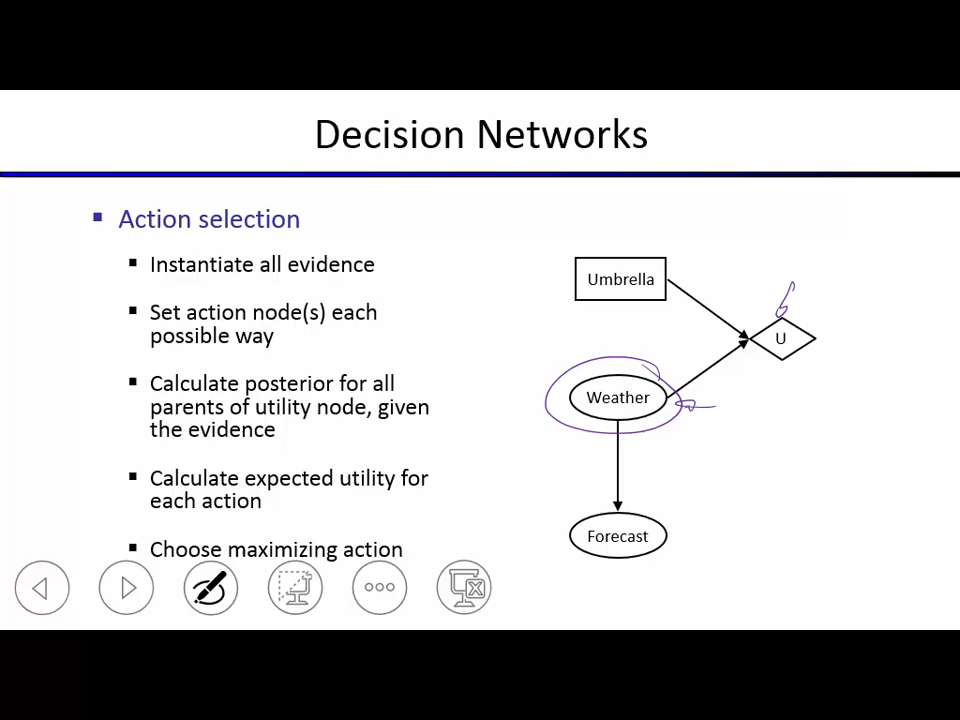 Decision Networks
Action selection
Instantiate all evidence
Set action node(s) each
possible way
Calculate posterior for all
parents of utility node, given
the evidence
Calculate expected utility for
each action
Choose maximizing action
Umbrella
U
Weather
Forecast